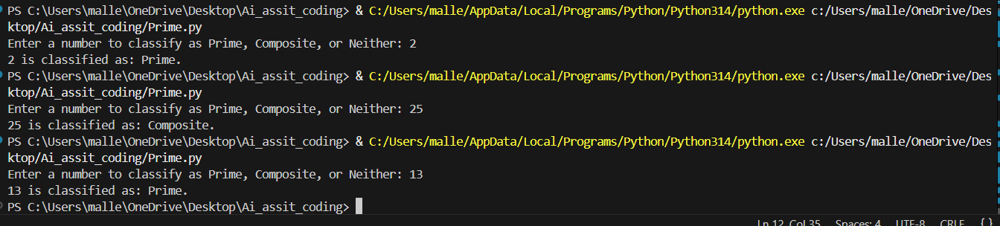 PS C:\Users\malle\OneDrive\Desktop\Ai_assit_coding> & C:/Users/malle/AppData/Local/Programs/Python/Python314/python.exe c:/Users/malle/OneDrive/Des
ktop/Ai_assit_coding/Prime.py
Enter a number to classify as Prime, Composite, or Neither: 2
2 is classified as: Prime.
PS C:\Users\malle\OneDrive\Desktop\Ai_assit_coding> & C:/Users/malle/AppData/Local/Programs/Python/Python314/python.exe c:/Users/malle/OneDrive/Des
ktop/Ai_assit_coding/Prime.py
Enter a number to classify as Prime, Composite, or Neither: 25
25 is classified as: Composite.
PS C:\Users\malle\OneDrive\Desktop\Ai_assit_coding> & C:/Users/malle/AppData/Local/Programs/Python/Python314/python.exe c:/Users/malle/OneDrive/Des
ktop/Ai_assit_coding/Prime.py
Enter a number to classify as Prime, Composite, or Neither: 13
13 is classified as: Prime.
PS C:\Users\malle\OneDrive\Desktop\Ai_assit_coding>
Ln 12, Col 35 Spaces: 4 UTF-8 CRLF { }